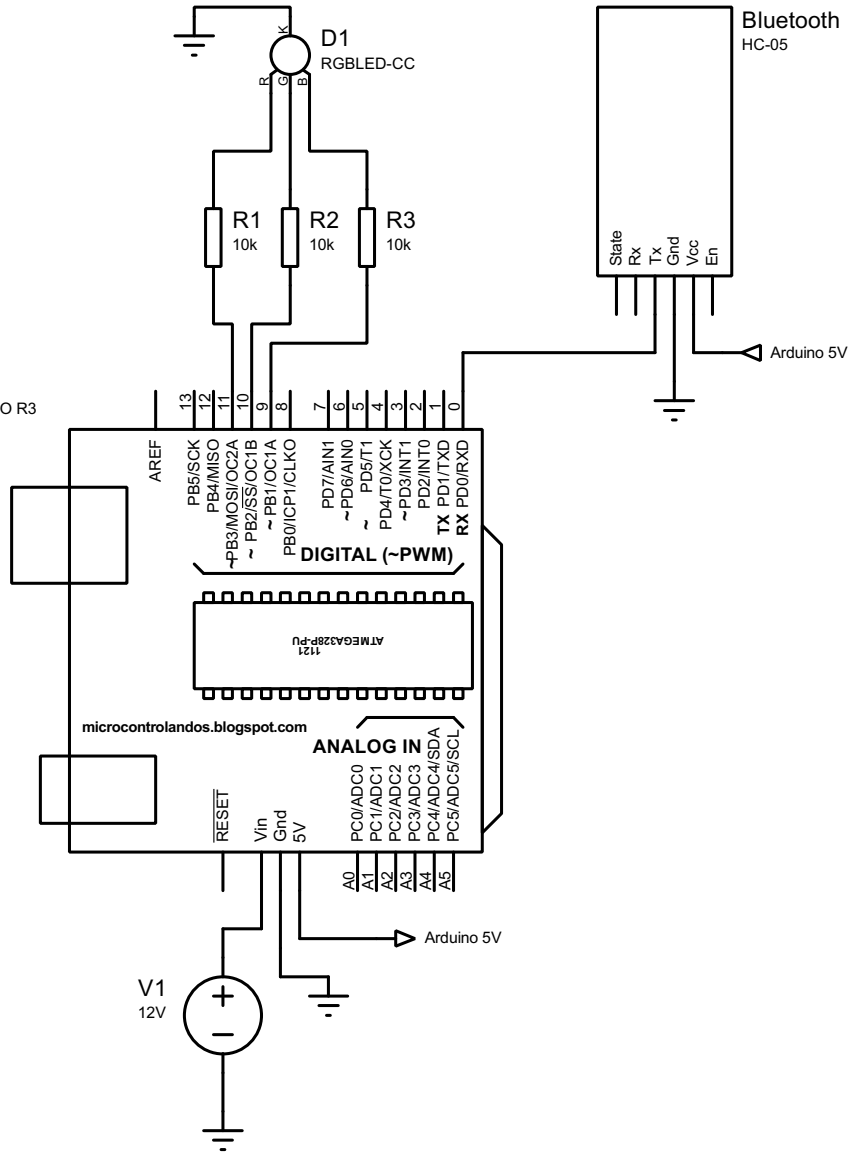 D1
RGBLED-CC
K
R
G
B
R1
10k
R2
10k
R3
10k
Bluetooth
HC-05
State
Rx
Tx
Gnd
Vcc
En
Arduino 5V
O R3
AREF
13
12
11
10
9
8
7
6
5
4
3
2
1
0
PB5/SCK
PB4/MISO
~PB3/MOSI/OC2A
~ PB2/SS/OC1B
~ PB1/OC1A
PB0/ICP1/CLKO
PD7/AIN1
~ PD6/AIN0
~ PD5/T1
PD4/T0/XCK
~ PD3/INT1
PD2/INT0
TX PD1/TXD
RX PD0/RXD
DIGITAL (~PWM)
ATMEGA328P-PU
1121
microcontrolandos.blogspot.com
ANALOG IN
RESET
Vin
Gnd
5V
PC0/ADC0
PC1/ADC1
PC2/ADC2
PC3/ADC3
PC4/ADC4/SDA
PC5/ADC5/SCL
A0
A1
A2
A3
A4
A5
Arduino 5V
V1
12V
+
−